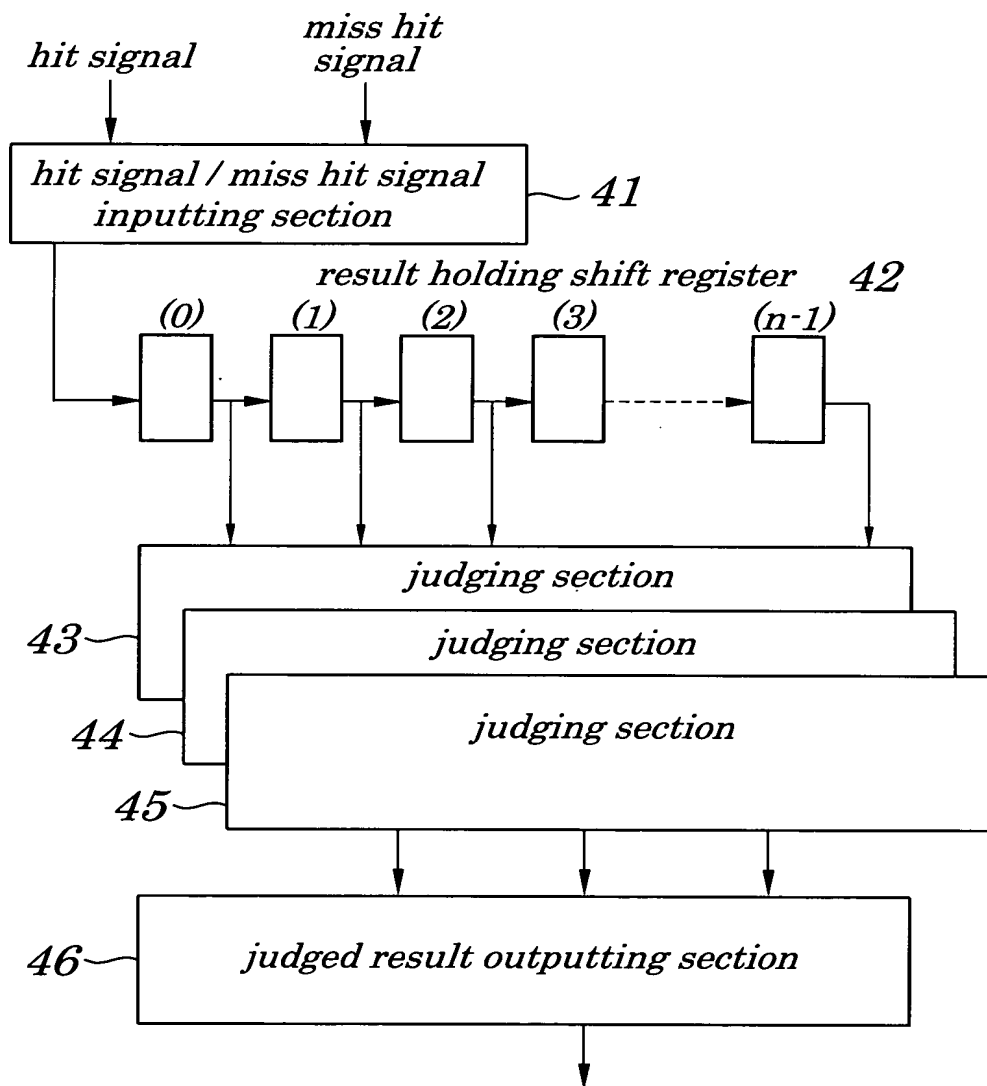 hit signal
miss hit
signal
hit signal / miss hit signal
inputting section
41
result holding shift register
42
(0)
(1)
(2)
(3)
(n-1)
judging section
43
judging section
44
judging section
45
judged result outputting section
46